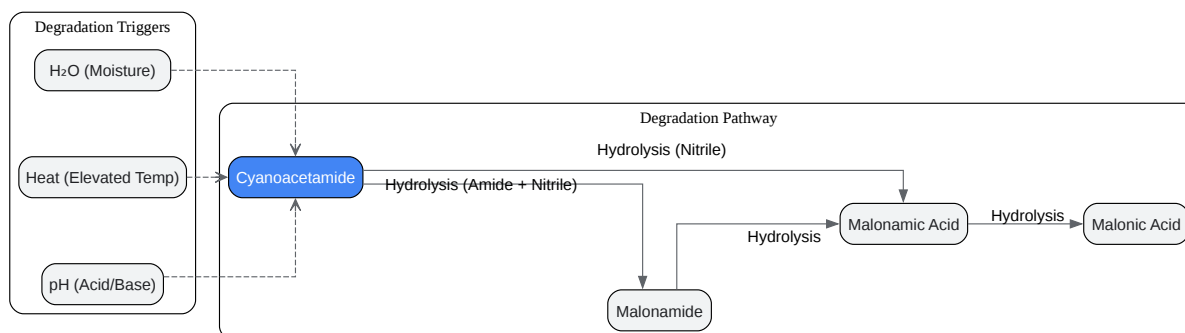 Degradation Triggers
H₂O (Moisture)
Heat (Elevated Temp)
pH (Acid/Base)
Degradation Pathway
Hydrolysis (Nitrile)
Cyanoacetamide
Hydrolysis (Amide + Nitrile)
Malonamic Acid
Hydrolysis
Malonic Acid
Hydrolysis
Malonamide